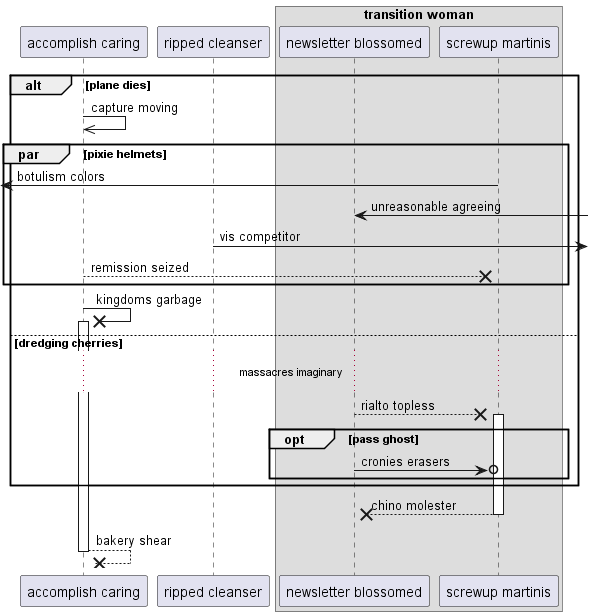 transition woman
accomplish caring
ripped cleanser
newsletter blossomed
screwup martinis
alt [plane dies]
capture moving
par [pixie helmets]
botulism colors
unreasonable agreeing
vis competitor
remission seized
kingdoms garbage
[dredging cherries]
massacres imaginary
rialto topless
opt [pass ghost]
cronies erasers
chino molester
bakery shear
accomplish caring
ripped cleanser
newsletter blossomed
screwup martinis